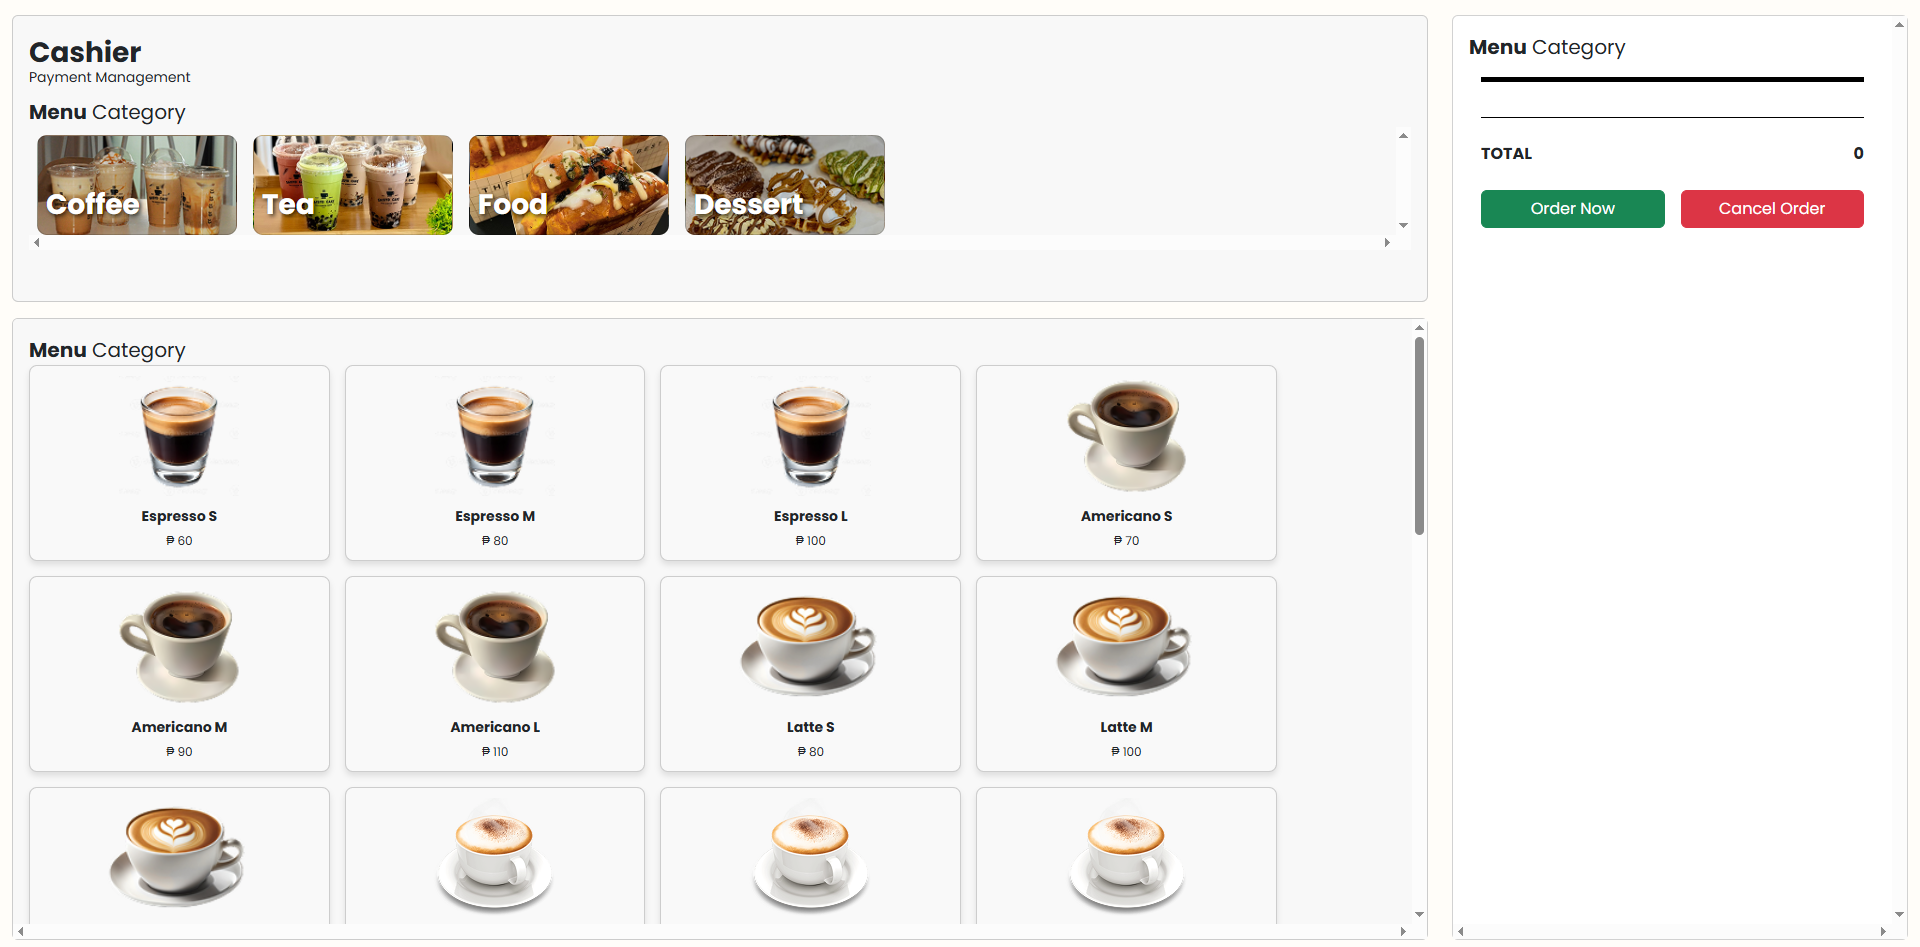 Cashier
Payment Management
Menu Category
Coffee
Tea
Food
Dessert
Menu Category
Espresso S
₱ 60
Espresso M
₱ 80
Espresso L
₱ 100
Americano S
₱ 70
Americano M
₱ 90
Americano L
₱ 110
Latte S
₱ 80
Latte M
₱ 100
Menu Category
TOTAL 0
Order Now
Cancel Order